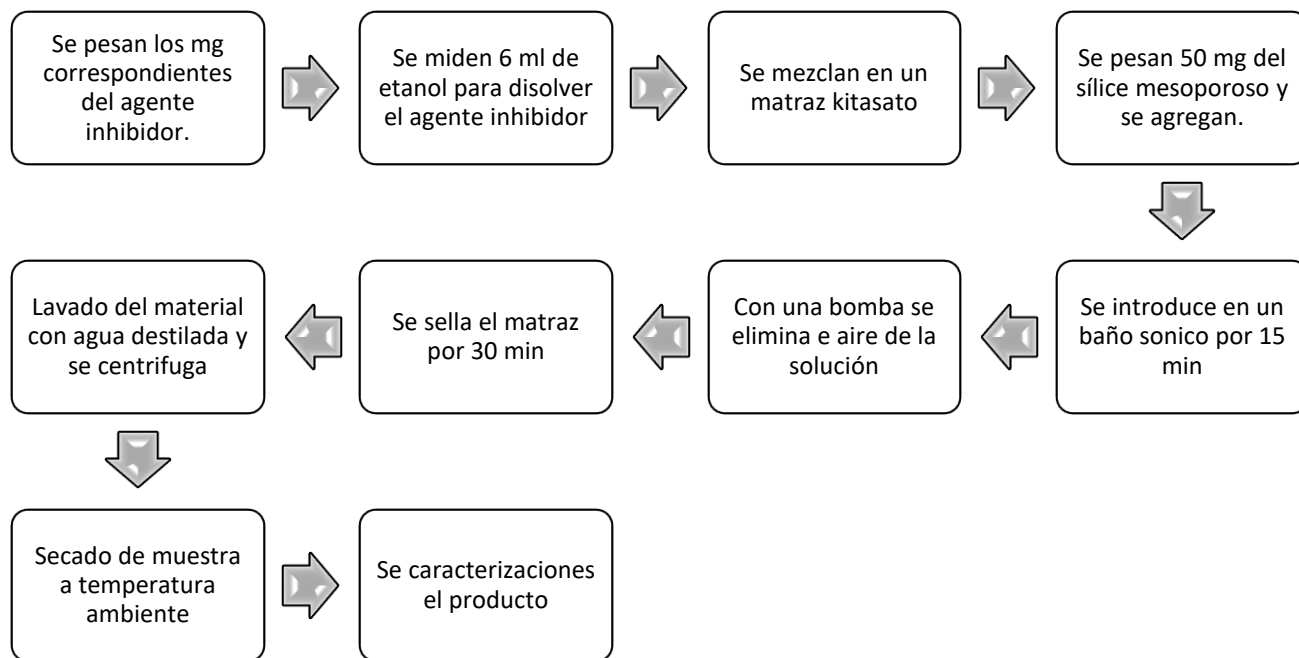 Se pesan los mg
correspondientes
del agente
inhibidor.
Se miden 6 ml de
etanol para disolver
el agente inhibidor
Se mezclan en un
matraz kitasato
Se pesan 50 mg del
sílice mesoporoso y
se agregan.
Se introduce en un
baño sonico por 15
min
Con una bomba se
elimina e aire de la
solución
Se sella el matraz
por 30 min
Lavado del material
con agua destilada y
se centrifuga
Secado de muestra
a temperatura
ambiente
Se caracterizaciones
el producto